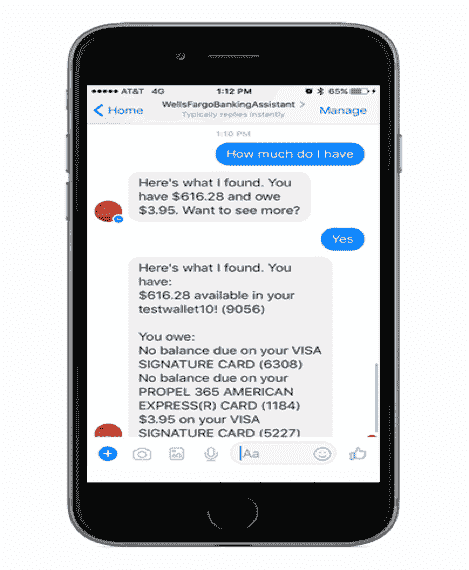 AT&T 4G 1:12 PM 65%
Home WellsFargoBankingAssistant > Manage
Typically replies instantly
1:10 PM
How much do I have
Here's what I found. You
have $616.28 and owe
$3.95. Want to see more?
Yes
Here's what I found. You
have:
$616.28 available in your
testwallet10! (9056)
You owe:
No balance due on your VISA
SIGNATURE CARD (6308)
No balance due on your
PROPEL 365 AMERICAN
EXPRESS(R) CARD (1184)
$3.95 on your VISA
SIGNATURE CARD (5227)
Aa